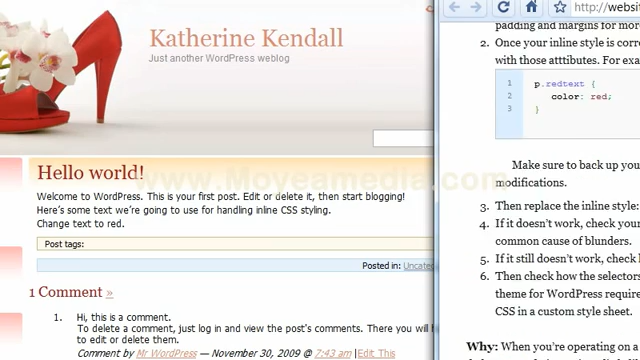 Katherine Kendall
Just another WordPress weblog
Hello world!
Welcome to WordPress. This is your first post. Edit or delete it, then start blogging!
Here's some text we're going to use for handling inline CSS styling.
Change text to red.
Post tags:
Posted in: Uncateg
1 Comment »
1. Hi, this is a comment.
To delete a comment, just log in and view the post's comments. There you will h
to edit or delete them.
Comment by Mr WordPress — November 30, 2009 @ 7:43 am | Edit This
www.Moyeamedia.com
http://websit
padding and margins for more
2. Once your inline style is corre
with those atttibutes. For exa
1 p.redtext {
2 color: red;
3 }
Make sure to back up you
modifications.
3. Then replace the inline style:
4. If it doesn't work, check your
common cause of blunders.
5. If it still doesn't work, check
6. Then check how the selectors
theme for WordPress require
CSS in a custom style sheet.
Why: When you're operating on a